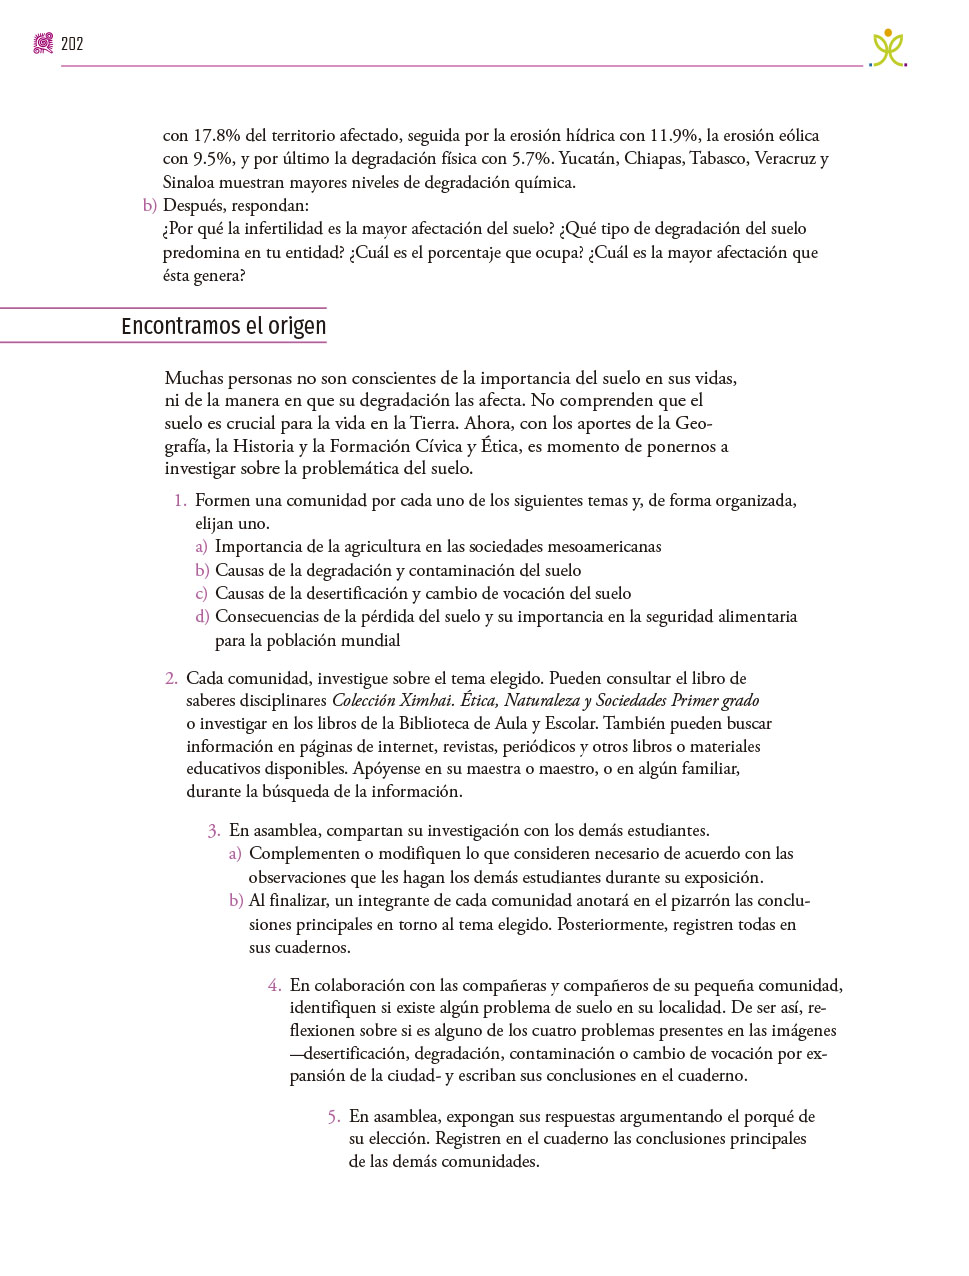 202
con 17.8% del territorio afectado, seguida por la erosión hídrica con 11.9%, la erosión eólica
con 9.5%, y por último la degradación física con 5.7%. Yucatán, Chiapas, Tabasco, Veracruz y
Sinaloa muestran mayores niveles de degradación química.
b) Después, respondan:
¿Por qué la infertilidad es la mayor afectación del suelo? ¿Qué tipo de degradación del suelo
predomina en tu entidad? ¿Cuál es el porcentaje que ocupa? ¿Cuál es la mayor afectación que
ésta genera?
Encontramos el origen
Muchas personas no son conscientes de la importancia del suelo en sus vidas,
ni de la manera en que su degradación las afecta. No comprenden que el
suelo es crucial para la vida en la Tierra. Ahora, con los aportes de la Geo-
grafía, la Historia y la Formación Cívica y Ética, es momento de ponernos a
investigar sobre la problemática del suelo.
1. Formen una comunidad por cada uno de los siguientes temas y, de forma organizada,
elijan uno.
a) Importancia de la agricultura en las sociedades mesoamericanas
b) Causas de la degradación y contaminación del suelo
c) Causas de la desertificación y cambio de vocación del suelo
d) Consecuencias de la pérdida del suelo y su importancia en la seguridad alimentaria
para la población mundial
2. Cada comunidad, investigue sobre el tema elegido. Pueden consultar el libro de
saberes disciplinares Colección Ximhai. Ética, Naturaleza y Sociedades Primer grado
o investigar en los libros de la Biblioteca de Aula y Escolar. También pueden buscar
información en páginas de internet, revistas, periódicos y otros libros o materiales
educativos disponibles. Apóyense en su maestra o maestro, o en algún familiar,
durante la búsqueda de la información.
3. En asamblea, compartan su investigación con los demás estudiantes.
a) Complementen o modifiquen lo que consideren necesario de acuerdo con las
observaciones que les hagan los demás estudiantes durante su exposición.
b) Al finalizar, un integrante de cada comunidad anotará en el pizarrón las conclu-
siones principales en torno al tema elegido. Posteriormente, registren todas en
sus cuadernos.
4. En colaboración con las compañeras y compañeros de su pequeña comunidad,
identifiquen si existe algún problema de suelo en su localidad. De ser así, re-
flexionen sobre si es alguno de los cuatro problemas presentes en las imágenes
—desertificación, degradación, contaminación o cambio de vocación por ex-
pansión de la ciudad- y escriban sus conclusiones en el cuaderno.
5. En asamblea, expongan sus respuestas argumentando el porqué de
su elección. Registren en el cuaderno las conclusiones principales
de las demás comunidades.